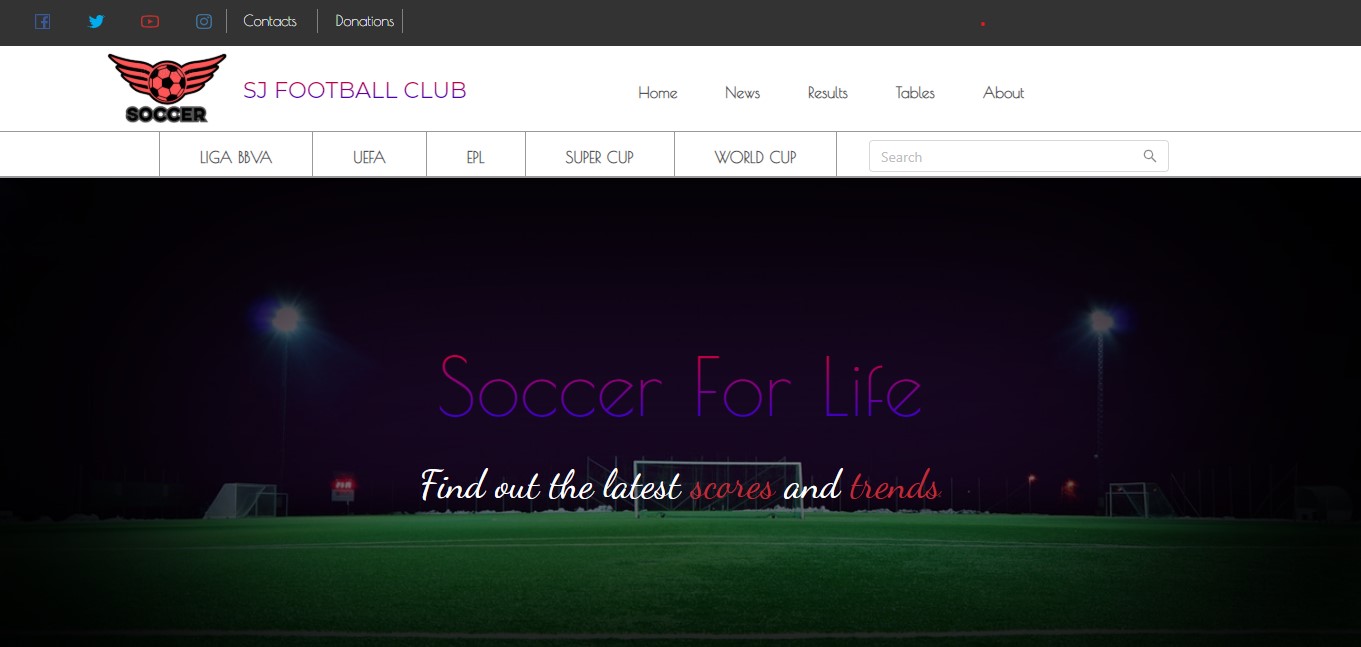 Contacts Donations
SOCCER
SJ FOOTBALL CLUB
Home News Results Tables About
LIGA BBVA UEFA EPL SUPER CUP WORLD CUP Search
Soccer For Life
Find out the latest scores and trends.